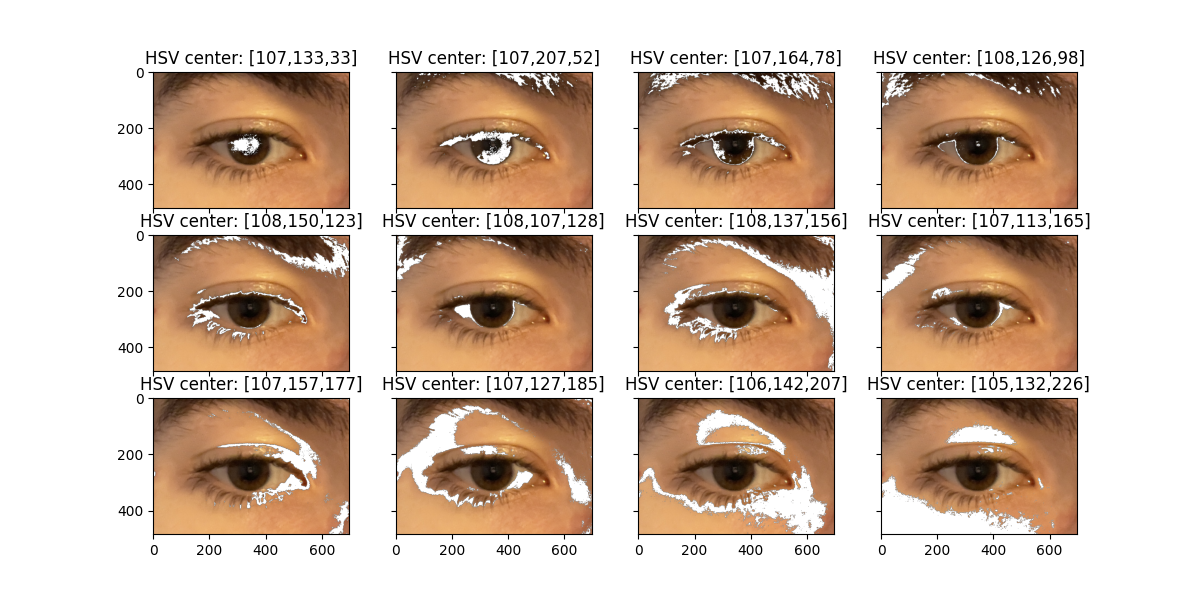 HSV center: [107,133,33] HSV center: [107,207,52] HSV center: [107,164,78] HSV center: [108,126,98]
0
200
400
HSV center: [108,150,123] HSV center: [108,107,128] HSV center: [108,137,156] HSV center: [107,113,165]
0
200
400
HSV center: [107,157,177] HSV center: [107,127,185] HSV center: [106,142,207] HSV center: [105,132,226]
0
200
400
0 200 400 600 0 200 400 600 0 200 400 600 0 200 400 600